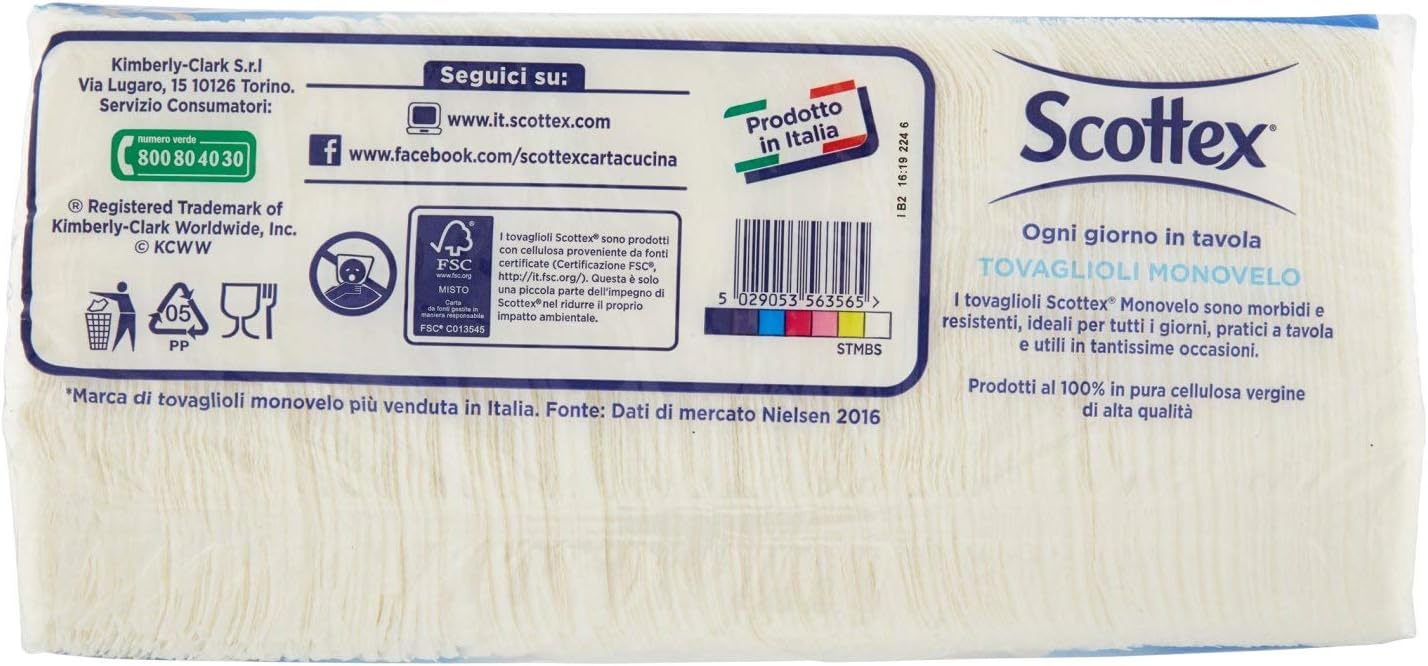 Kimberly-Clark S.r.l
Via Lugaro, 15 10126 Torino.
Servizio Consumatori:
numero verde
800 80 40 30
® Registered Trademark of
Kimberly-Clark Worldwide, Inc.
© KCWW
05
PP
Seguici su:
www.it.scottex.com
f www.facebook.com/scottexcartacucina
FSC
www.fsc.org
MISTO
Carta
da fonti gestite in
maniera responsabile
FSC® C013545
I tovaglioli Scottex® sono prodotti
con cellulosa proveniente da fonti
certificate (Certificazione FSC®,
http://it.fsc.org/). Questa è solo
una piccola parte dell'impegno di
Scottex® nel ridurre il proprio
impatto ambientale.
Prodotto
in Italia
I B2 16:19 224 6
5 029053 563565 >
STMBS
*Marca di tovaglioli monovelo più venduta in Italia. Fonte: Dati di mercato Nielsen 2016
Scottex®
Ogni giorno in tavola
TOVAGLIOLI MONOVELO
I tovaglioli Scottex® Monovelo sono morbidi e
resistenti, ideali per tutti i giorni, pratici a tavola
e utili in tantissime occasioni.
Prodotti al 100% in pura cellulosa vergine
di alta qualità